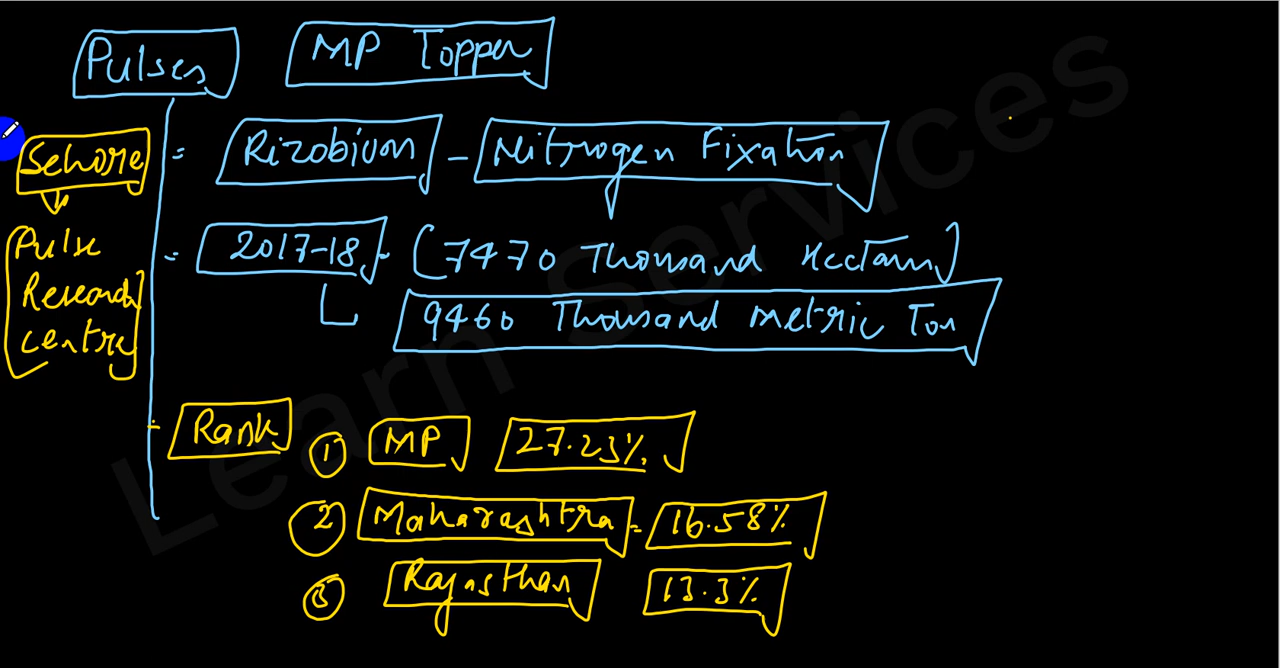 Pulses MP Topper
Sehore = Rizobium - Nitrogen Fixation
Pulse
Research
centre
= 2017-18 - (7470 Thousand Hectare)
9460 Thousand Metric Ton
- Rank
① MP 27.23%
② Maharashtra = 16.58%
③ Rajasthan 13.3%
Learn Services